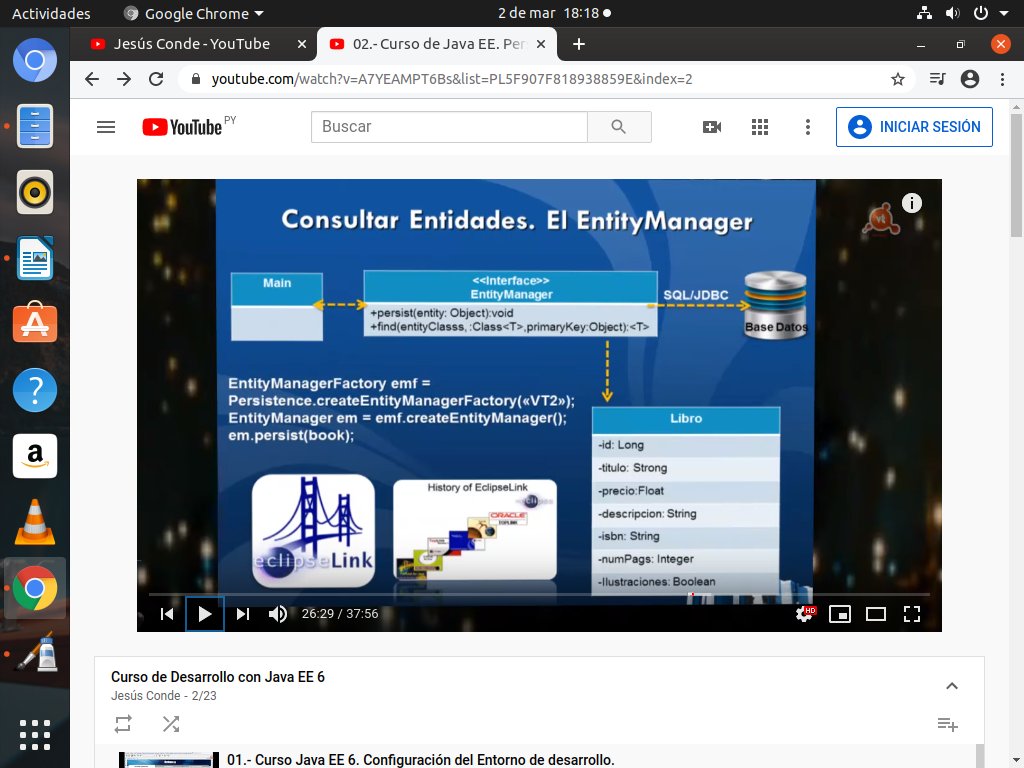 Actividades
Google Chrome
2 de mar 18:18
Jesús Conde - YouTube
02.- Curso de Java EE. Per
youtube.com/watch?v=A7YEAMPT6Bs&list=PL5F907F818938859E&index=2
YouTube PY
Buscar
INICIAR SESIÓN
Consultar Entidades. El EntityManager
Main
<<Interface>>
EntityManager
+persist(entity: Object):void
+find(entityClasss, :Class<T>,primaryKey:Object):<T>
SQL/JDBC
Base Datos
vt
EntityManagerFactory emf =
Persistence.createEntityManagerFactory(«VT2»);
EntityManager em = emf.createEntityManager();
em.persist(book);
Libro
-id: Long
-titulo: Strong
-precio:Float
-descripcion: String
-isbn: String
-numPags: Integer
-Ilustraciones: Boolean
eclipseLink
History of EclipseLink
eclipse
ORACLE
TOPLINK
26:29 / 37:56
HD
Curso de Desarrollo con Java EE 6
Jesús Conde - 2/23
01.- Curso Java EE 6. Configuración del Entorno de desarrollo.